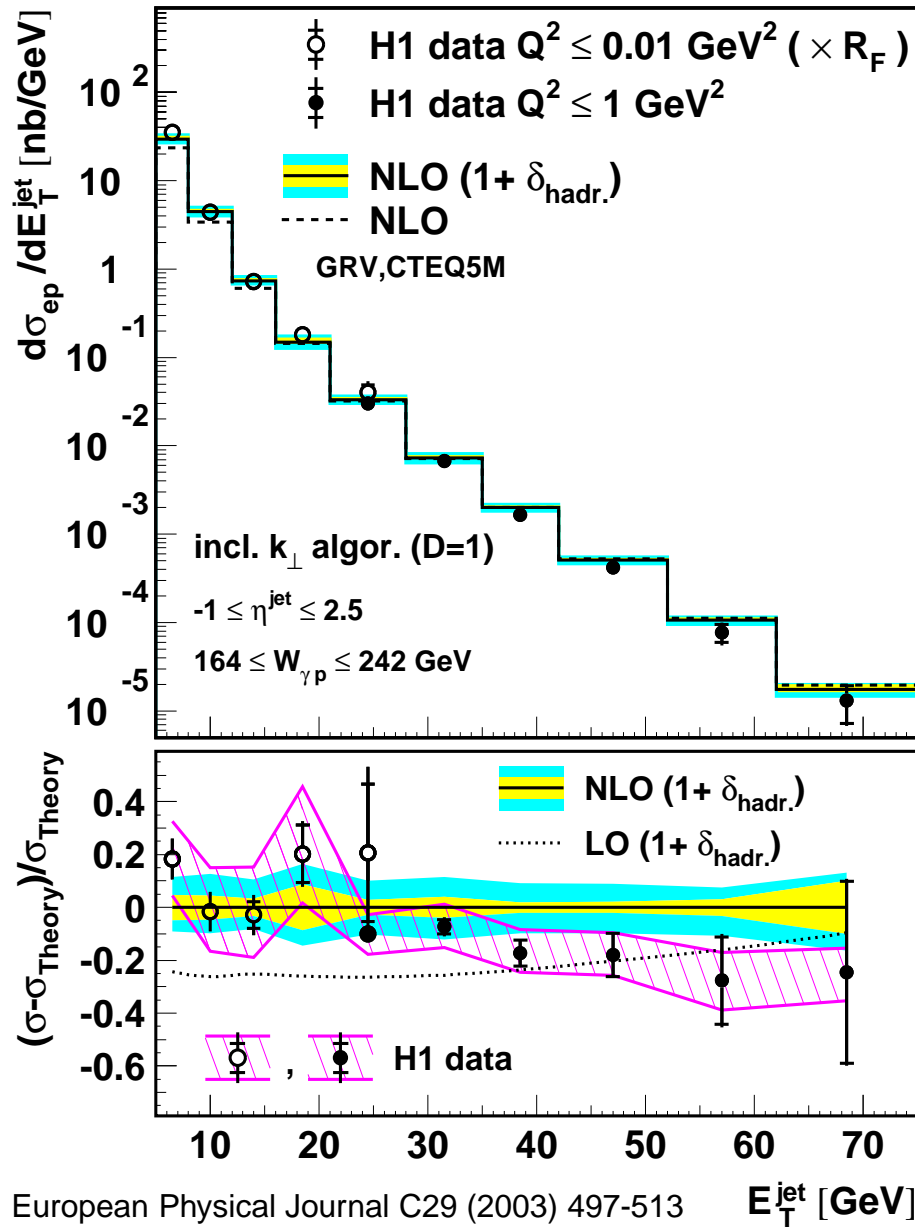 H1 data Q² ≤ 0.01 GeV² ( × R_F )
H1 data Q² ≤ 1 GeV²
NLO (1+ δ_hadr.)
NLO
GRV,CTEQ5M
dσ_ep /dE_T^jet [nb/GeV]
10²
10
1
10⁻¹
10⁻²
10⁻³
10⁻⁴
10⁻⁵
incl. k_⊥ algor. (D=1)
-1 ≤ η^jet ≤ 2.5
164 ≤ W_γp ≤ 242 GeV
(σ-σ_Theory)/σ_Theory
0.4
0.2
0
-0.2
-0.4
-0.6
NLO (1+ δ_hadr.)
LO (1+ δ_hadr.)
, H1 data
10 20 30 40 50 60 70
European Physical Journal C29 (2003) 497-513 E_T^jet [GeV]